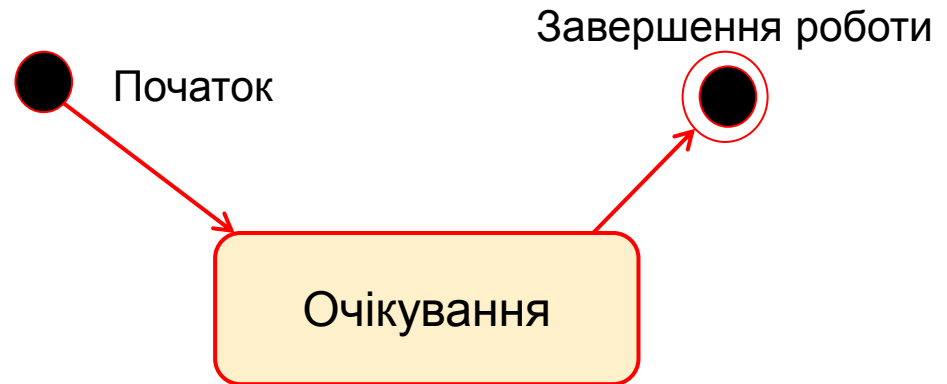 Завершення роботи
Початок
Очікування